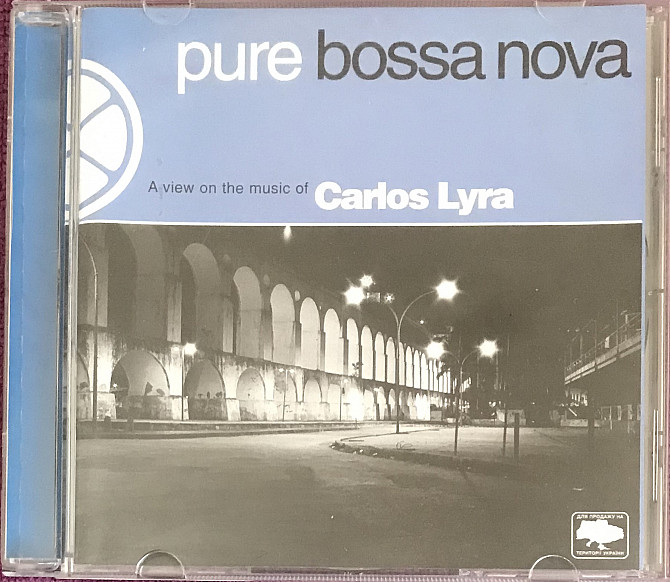 pure bossa nova
A view on the music of Carlos Lyra
ДЛЯ ПРОДАЖУ НА
ТЕРИТОРІЇ УКРАЇНИ